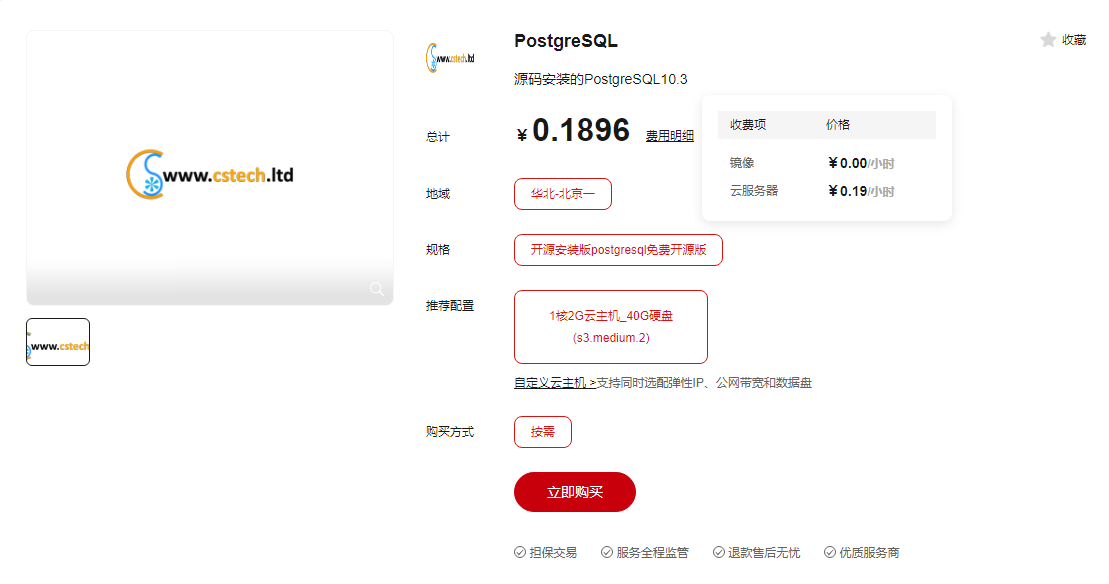 www.cstech.ltd
www.cstech
www.cstech.ltd
PostgreSQL
收藏
源码安装的PostgreSQL10.3
总计
¥ 0.1896
费用明细
收费项
价格
镜像
¥0.00/小时
云服务器
¥0.19/小时
地域
华北-北京一
规格
开源安装版postgresql免费开源版
推荐配置
1核2G云主机_40G硬盘
(s3.medium.2)
自定义云主机 >支持同时选配弹性IP、公网带宽和数据盘
购买方式
按需
立即购买
担保交易
服务全程监管
退款售后无忧
优质服务商